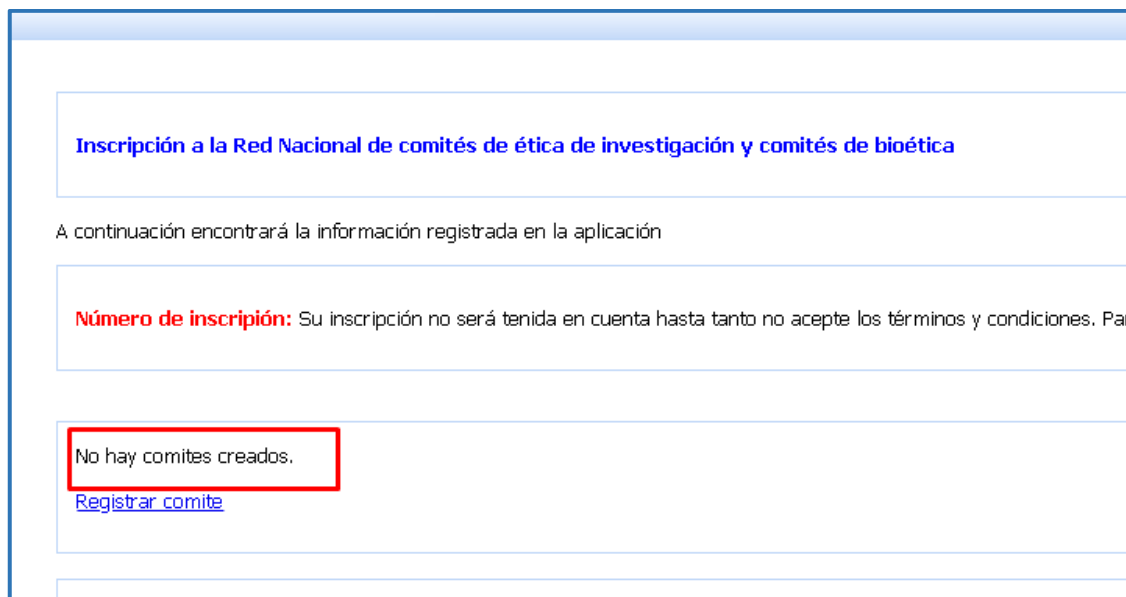 Inscripción a la Red Nacional de comités de ética de investigación y comités de bioética
A continuación encontrará la información registrada en la aplicación
Número de inscripión: Su inscripción no será tenida en cuenta hasta tanto no acepte los términos y condiciones.
No hay comites creados.
Registrar comite